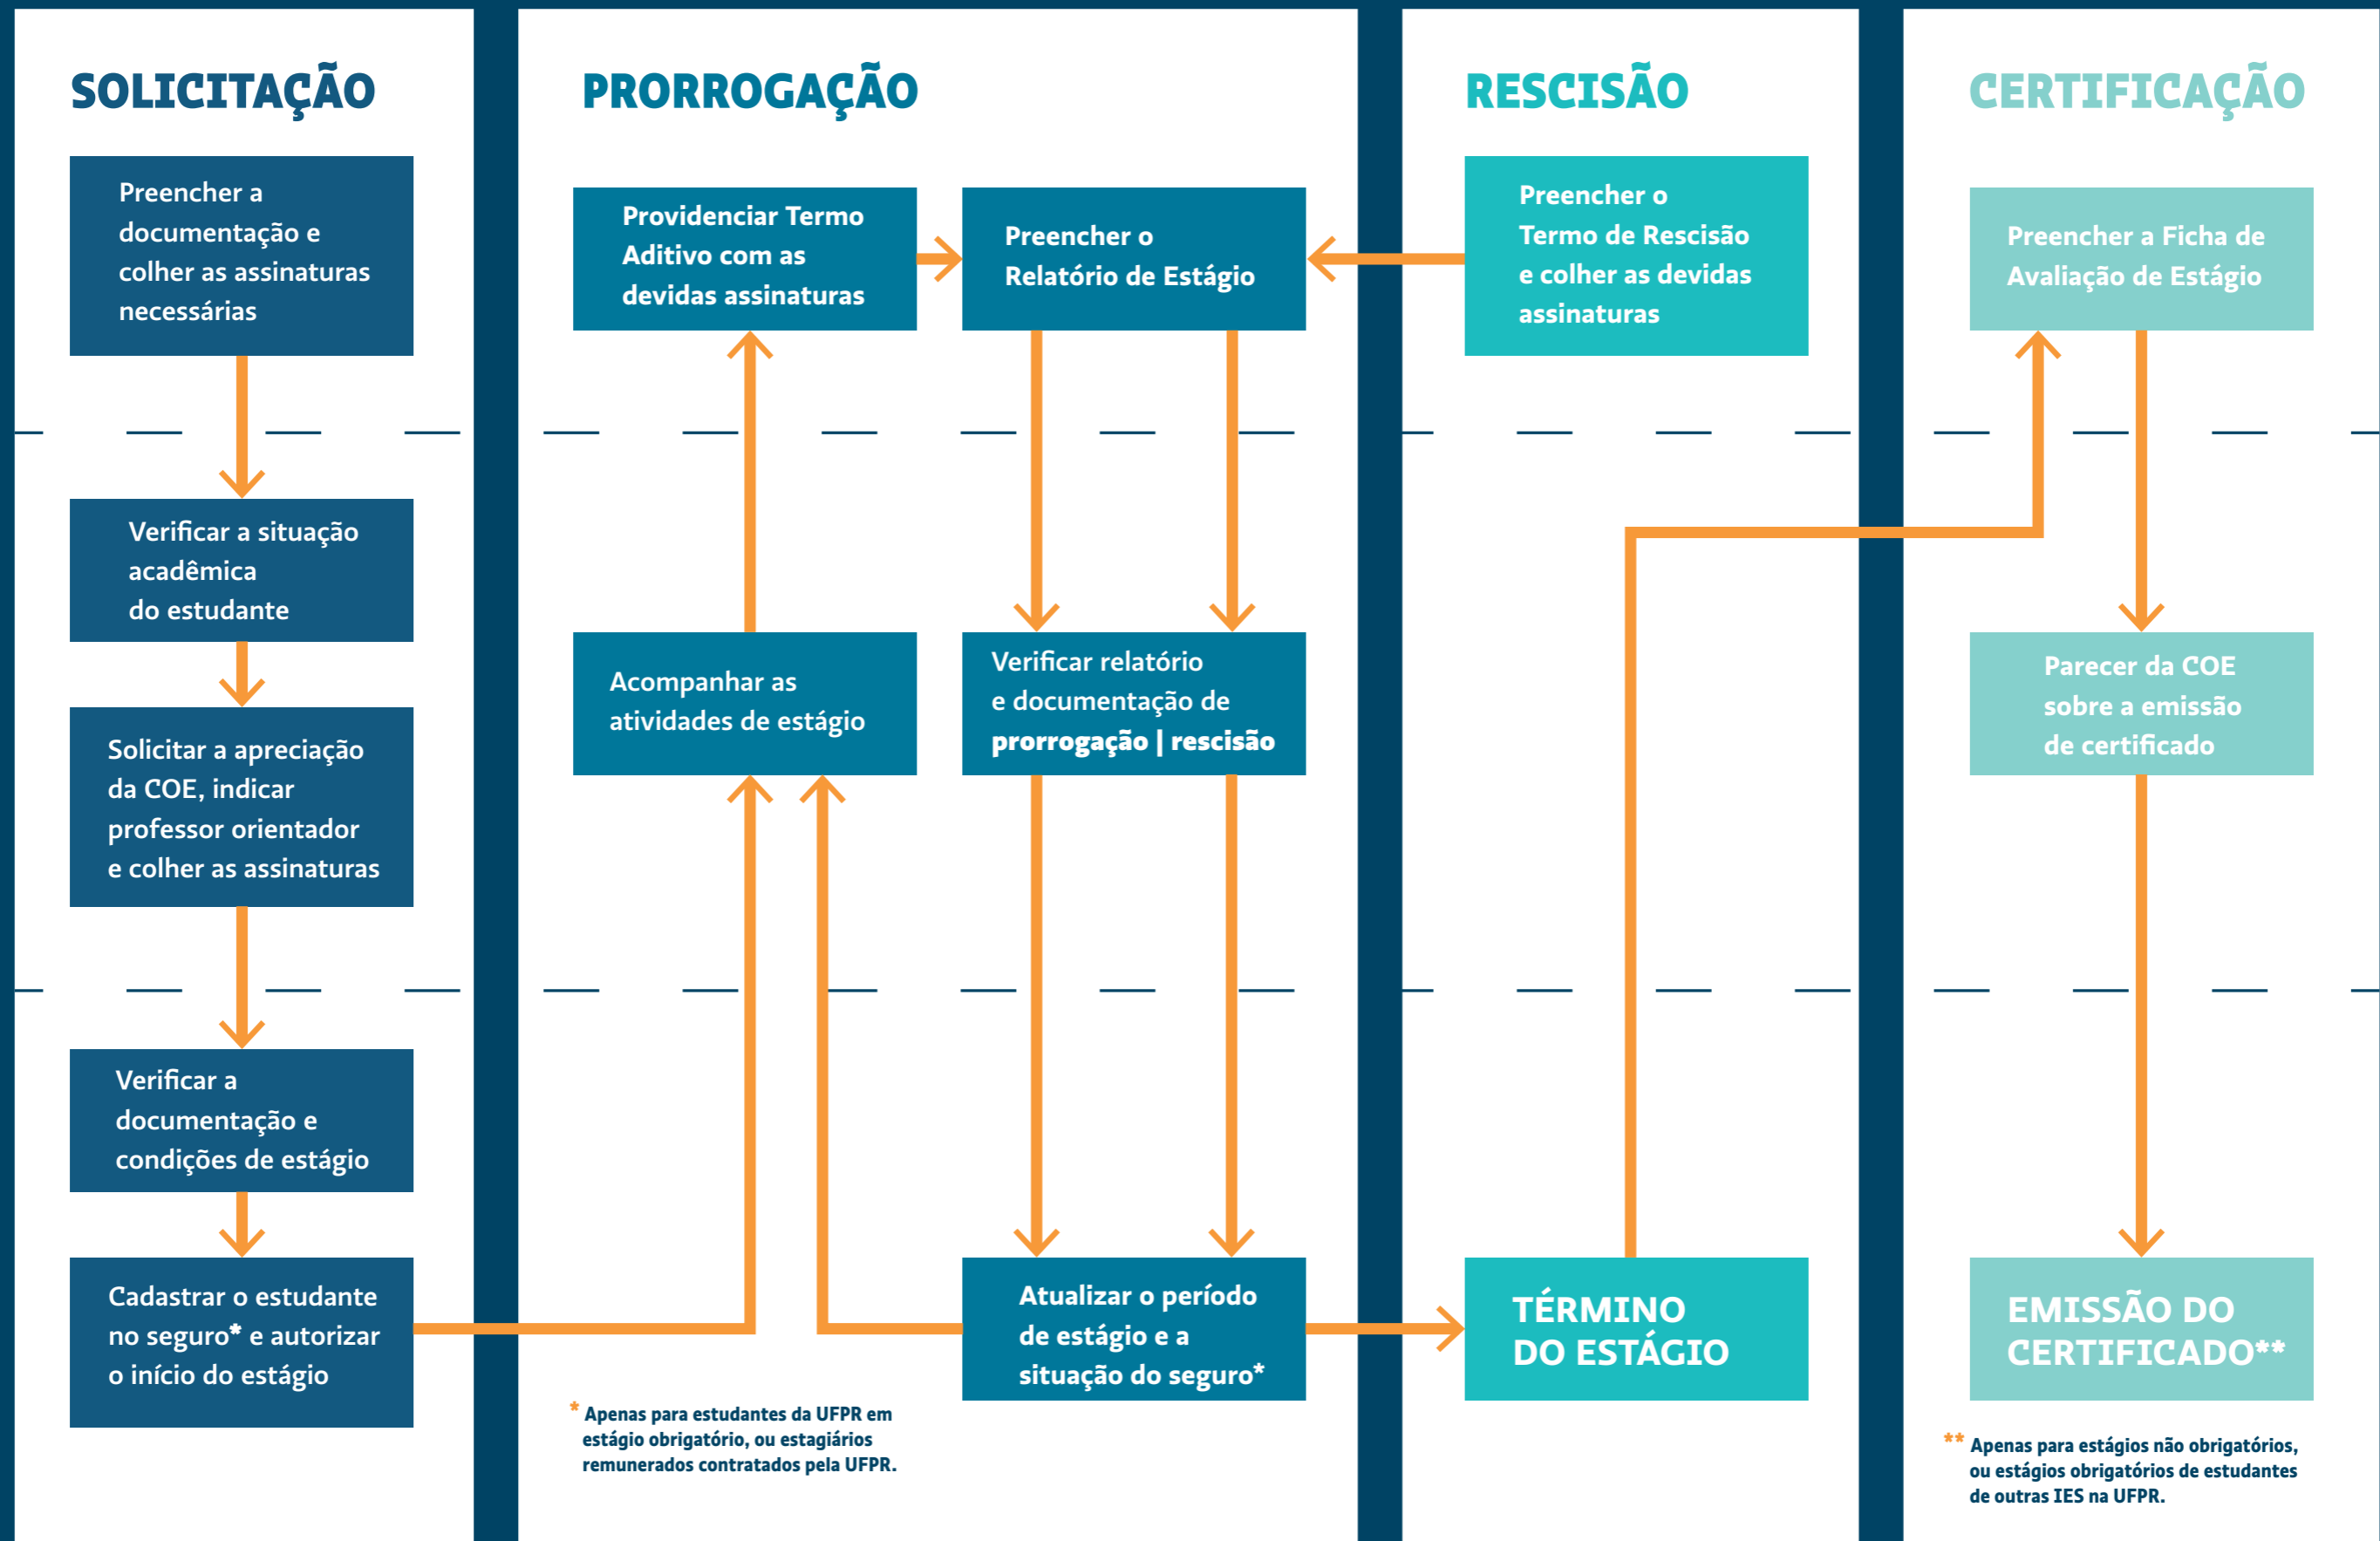 SOLICITAÇÃO
Preencher a
documentação e
colher as assinaturas
necessárias
Verificar a situação
acadêmica
do estudante
Solicitar a apreciação
da COE, indicar
professor orientador
e colher as assinaturas
Verificar a
documentação e
condições de estágio
Cadastrar o estudante
no seguro* e autorizar
o início do estágio
PRORROGAÇÃO
Providenciar Termo
Aditivo com as
devidas assinaturas
Preencher o
Relatório de Estágio
Acompanhar as
atividades de estágio
Verificar relatório
e documentação de
prorrogação | rescisão
Atualizar o período
de estágio e a
situação do seguro*
* Apenas para estudantes da UFPR em
estágio obrigatório, ou estagiários
remunerados contratados pela UFPR.
RESCISÃO
Preencher o
Termo de Rescisão
e colher as devidas
assinaturas
TÉRMINO
DO ESTÁGIO
CERTIFICAÇÃO
Preencher a Ficha de
Avaliação de Estágio
Parecer da COE
sobre a emissão
de certificado
EMISSÃO DO
CERTIFICADO**
** Apenas para estágios não obrigatórios,
ou estágios obrigatórios de estudantes
de outras IES na UFPR.